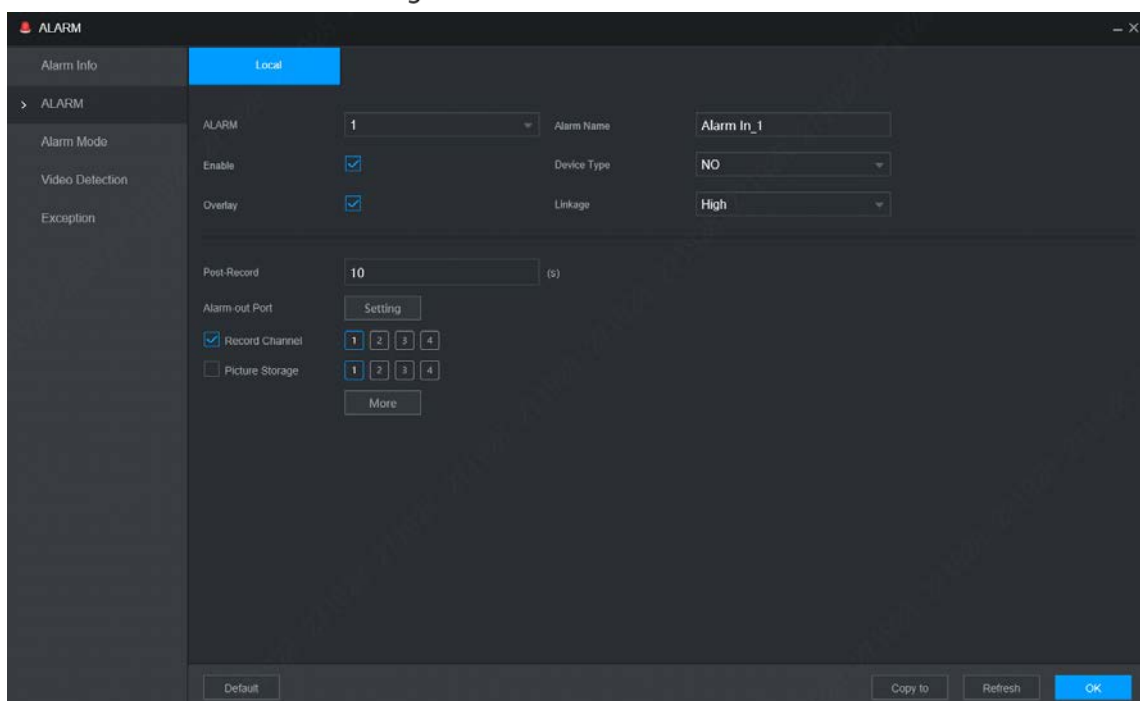 ALARM
Alarm Info
Local
ALARM
ALARM 1 Alarm Name Alarm In_1
Alarm Mode
Enable Device Type NO
Video Detection
Overlay Linkage High
Exception
Post-Record 10 (s)
Alarm-out Port Setting
Record Channel 1 2 3 4
Picture Storage 1 2 3 4
More
Default Copy to Refresh OK